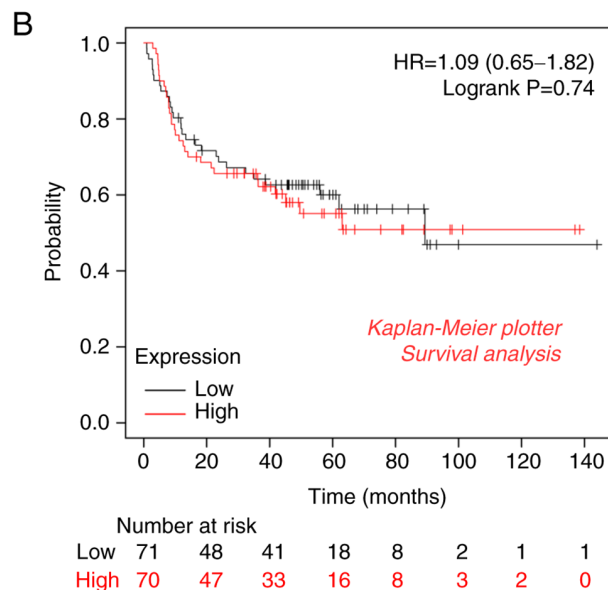 B
HR=1.09 (0.65–1.82)
Logrank P=0.74
1.0
0.8
0.6
0.4
0.2
0.0
Probability
Kaplan-Meier plotter
Survival analysis
Expression
Low
High
0 20 40 60 80 100 120 140
Time (months)
Number at risk
Low 71 48 41 18 8 2 1 1
High 70 47 33 16 8 3 2 0